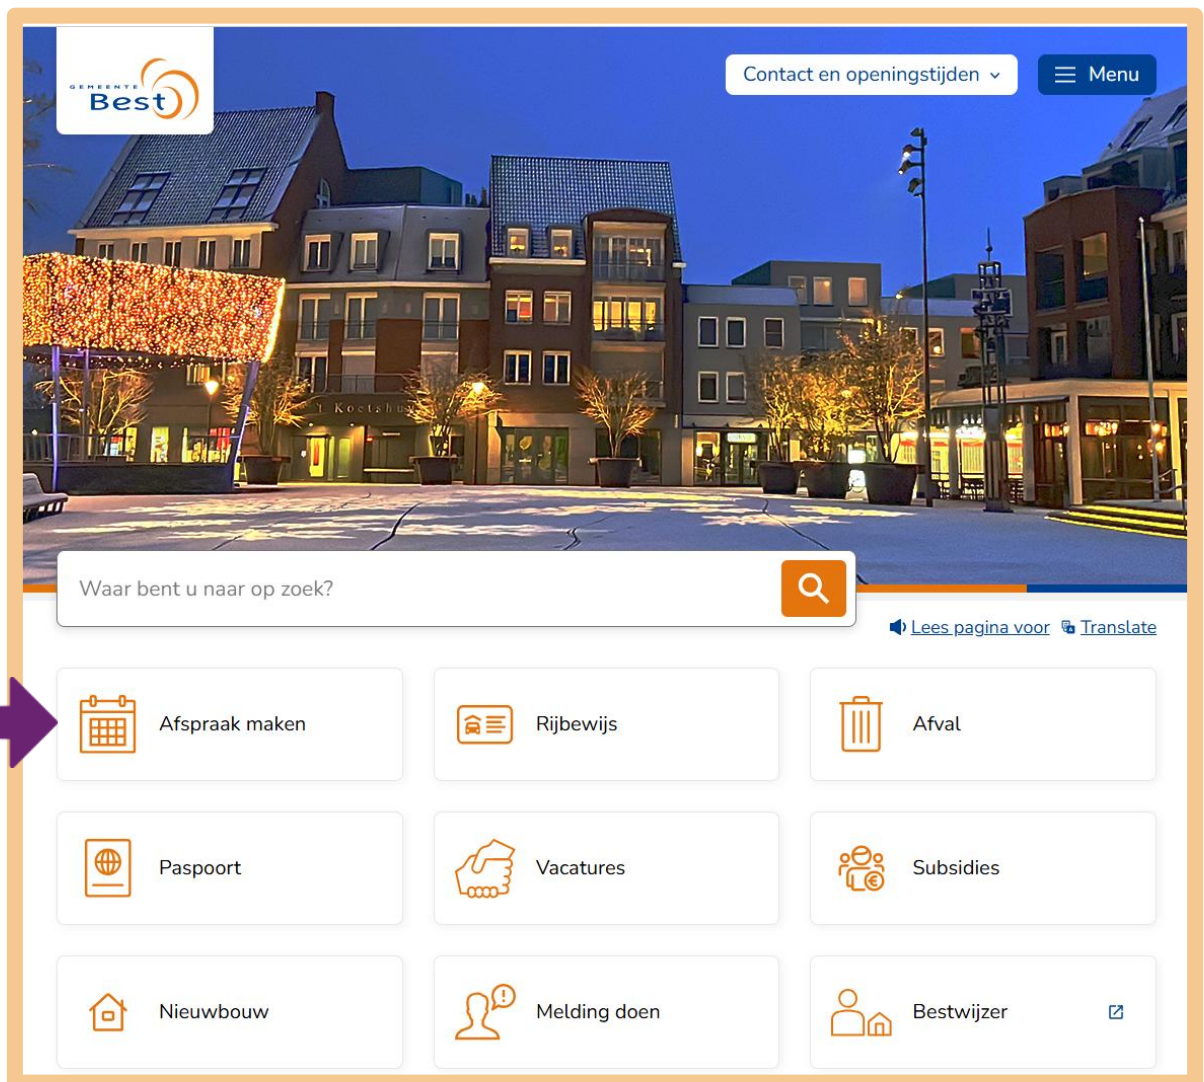 GEMEENTE
Best
Contact en openingstijden
Menu
't Koetshuys
Waar bent u naar op zoek?
Lees pagina voor
Translate
Afspraak maken
Rijbewijs
Afval
Paspoort
Vacatures
Subsidies
Nieuwbouw
Melding doen
Bestwijzer